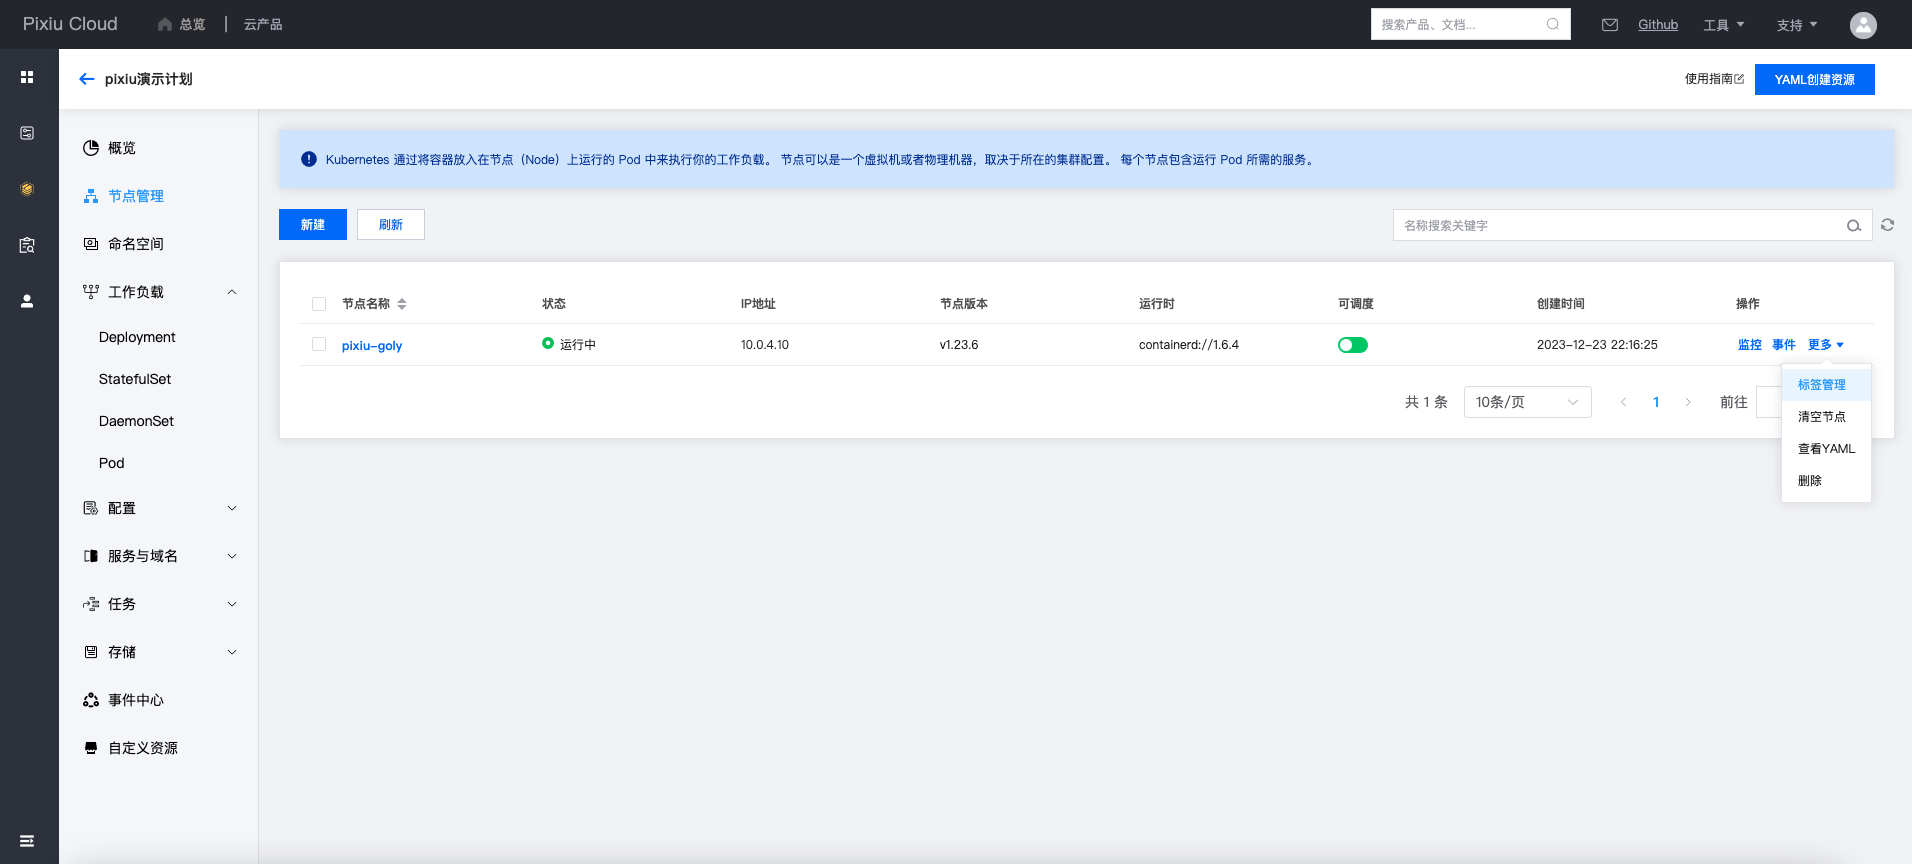 Pixiu Cloud
总览
云产品
搜索产品、文档...
Github
工具
支持
pixiu演示计划
使用指南
YAML创建资源
概览
节点管理
命名空间
工作负载
Deployment
StatefulSet
DaemonSet
Pod
配置
服务与域名
任务
存储
事件中心
自定义资源
Kubernetes 通过将容器放入在节点（Node）上运行的 Pod 中来执行你的工作负载。 节点可以是一个虚拟机或者物理机器，取决于所在的集群配置。 每个节点包含运行 Pod 所需的服务。
新建
刷新
名称搜索关键字
节点名称 状态 IP地址 节点版本 运行时 可调度 创建时间 操作
pixiu-goly 运行中 10.0.4.10 v1.23.6 containerd://1.6.4 2023-12-23 22:16:25 监控 事件 更多
共 1 条 10条/页 1 前往
标签管理
清空节点
查看YAML
删除